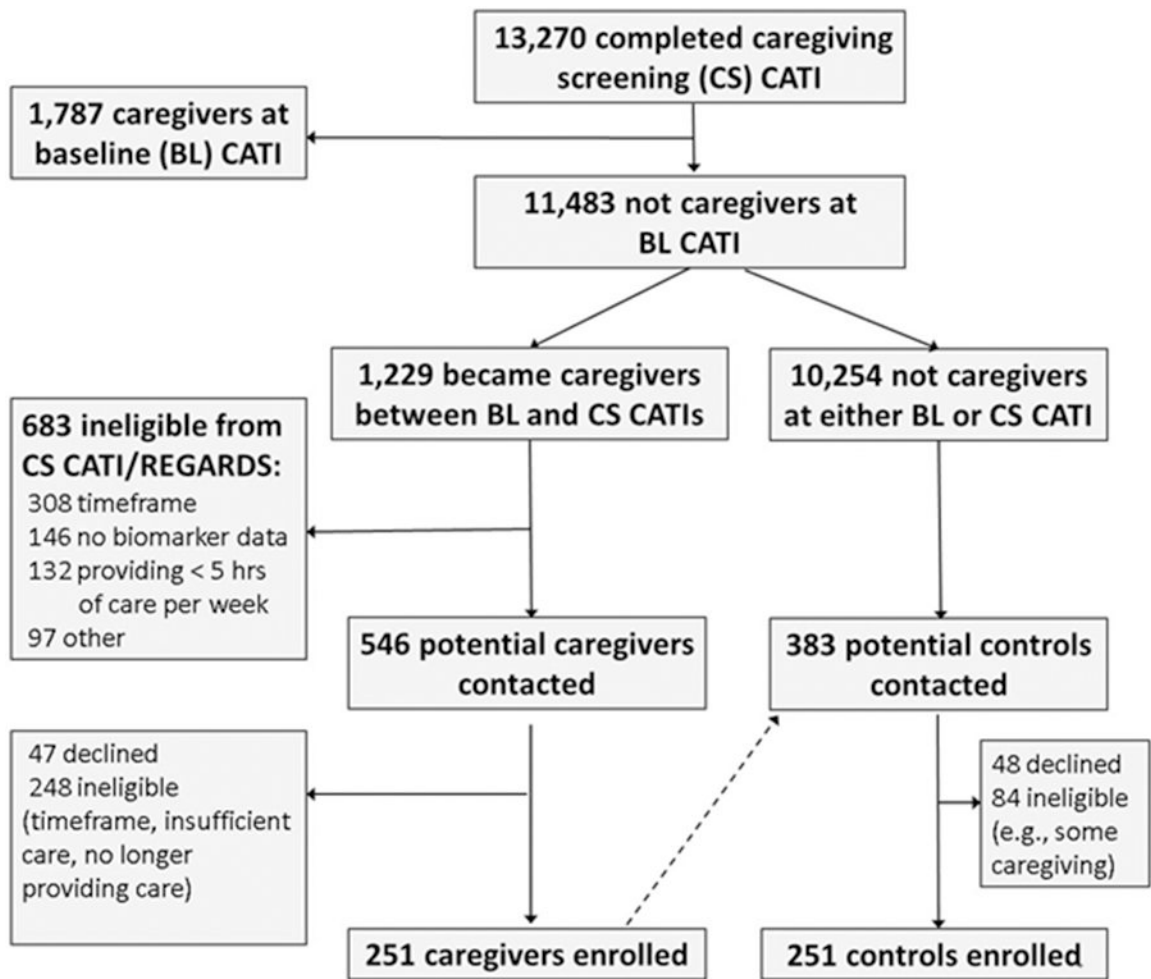 13,270 completed caregiving
screening (CS) CATI
1,787 caregivers at
baseline (BL) CATI
11,483 not caregivers at
BL CATI
1,229 became caregivers
between BL and CS CATIs
10,254 not caregivers
at either BL or CS CATI
683 ineligible from
CS CATI/REGARDS:
308 timeframe
146 no biomarker data
132 providing < 5 hrs
of care per week
97 other
546 potential caregivers
contacted
383 potential controls
contacted
47 declined
248 ineligible
(timeframe, insufficient
care, no longer
providing care)
48 declined
84 ineligible
(e.g., some
caregiving)
251 caregivers enrolled
251 controls enrolled